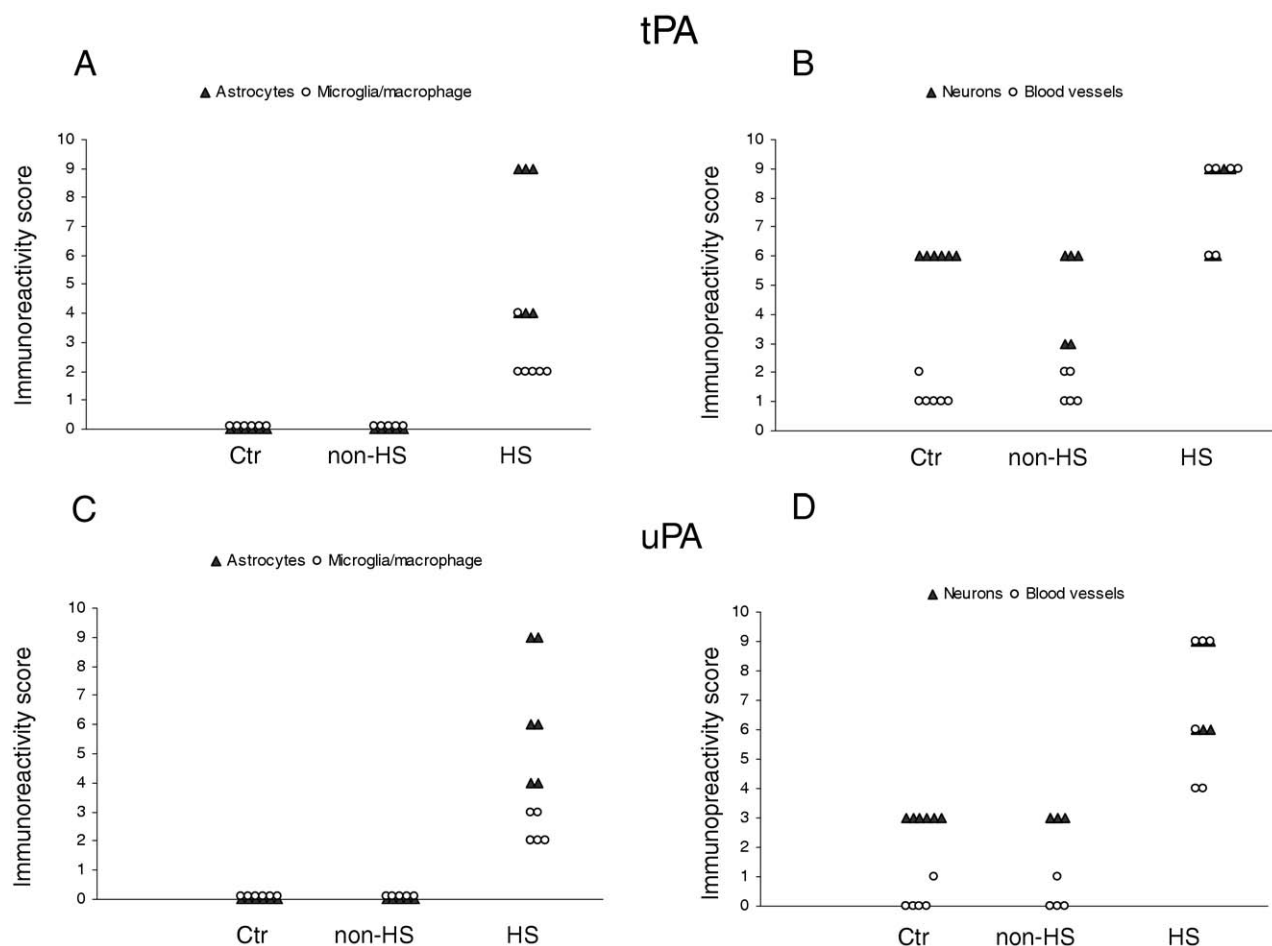 tPA
A
▲ Astrocytes ○ Microglia/macrophage
Immunoreactivity score
10
9
8
7
6
5
4
3
2
1
0
Ctr non-HS HS
B
▲ Neurons ○ Blood vessels
Immunopreactivity score
10
9
8
7
6
5
4
3
2
1
0
Ctr non-HS HS
uPA
C
▲ Astrocytes ○ Microglia/macrophage
Immunoreactivity score
10
9
8
7
6
5
4
3
2
1
0
Ctr non-HS HS
D
▲ Neurons ○ Blood vessels
Immunopreactivity score
10
9
8
7
6
5
4
3
2
1
0
Ctr non-HS HS